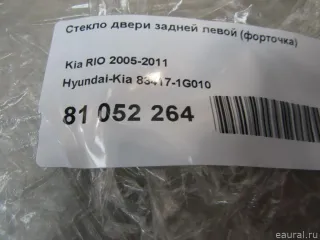 Стекло двери задней левой (форточка)
Kia RIO 2005-2011
Hyundai-Kia 83417-1G010
81 052 264
eaural.ru